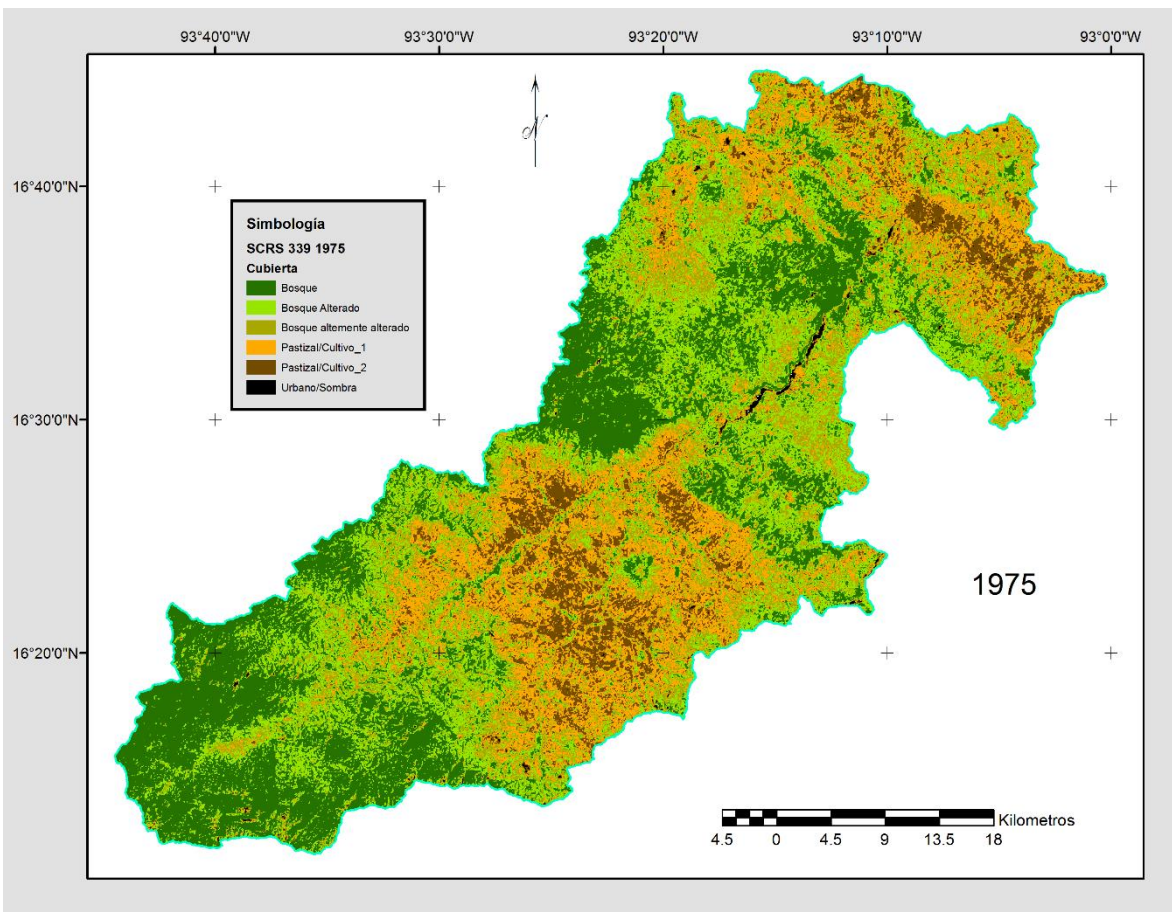 93°40'0"W 93°30'0"W 93°20'0"W 93°10'0"W 93°0'0"W
N
16°40'0"N
Simbología
SCRS 339 1975
Cubierta
Bosque
Bosque Alterado
Bosque altemente alterado
Pastizal/Cultivo_1
Pastizal/Cultivo_2
Urbano/Sombra
16°30'0"N
1975
16°20'0"N
Kilometros
4.5 0 4.5 9 13.5 18